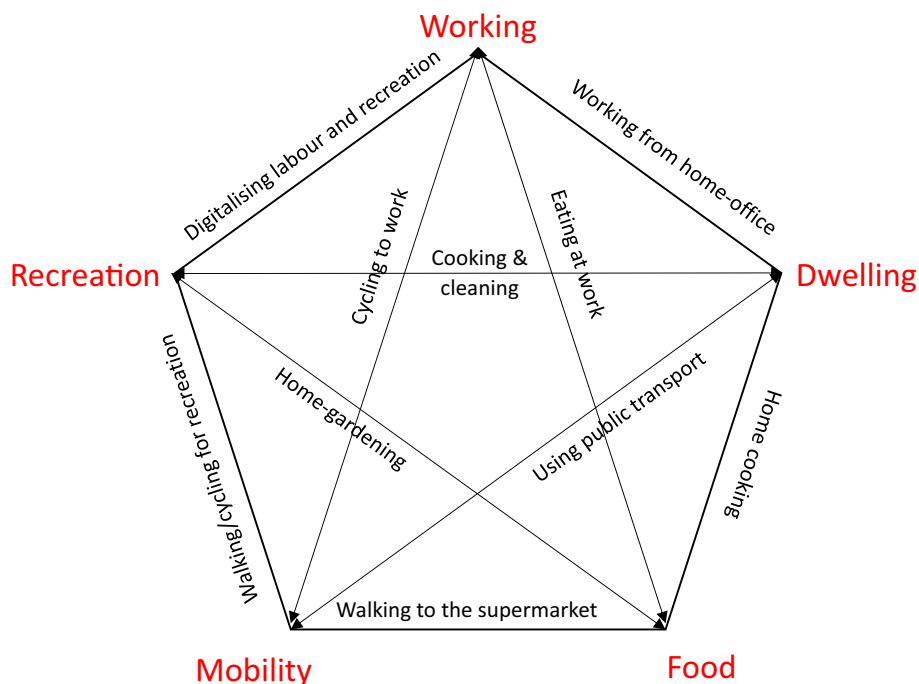 Working
Digitalising labour and recreation
Working from home-office
Cycling to work
Eating at work
Recreation
Cooking &
cleaning
Dwelling
Walking/cycling for recreation
Home-gardening
Using public transport
Home cooking
Walking to the supermarket
Mobility
Food